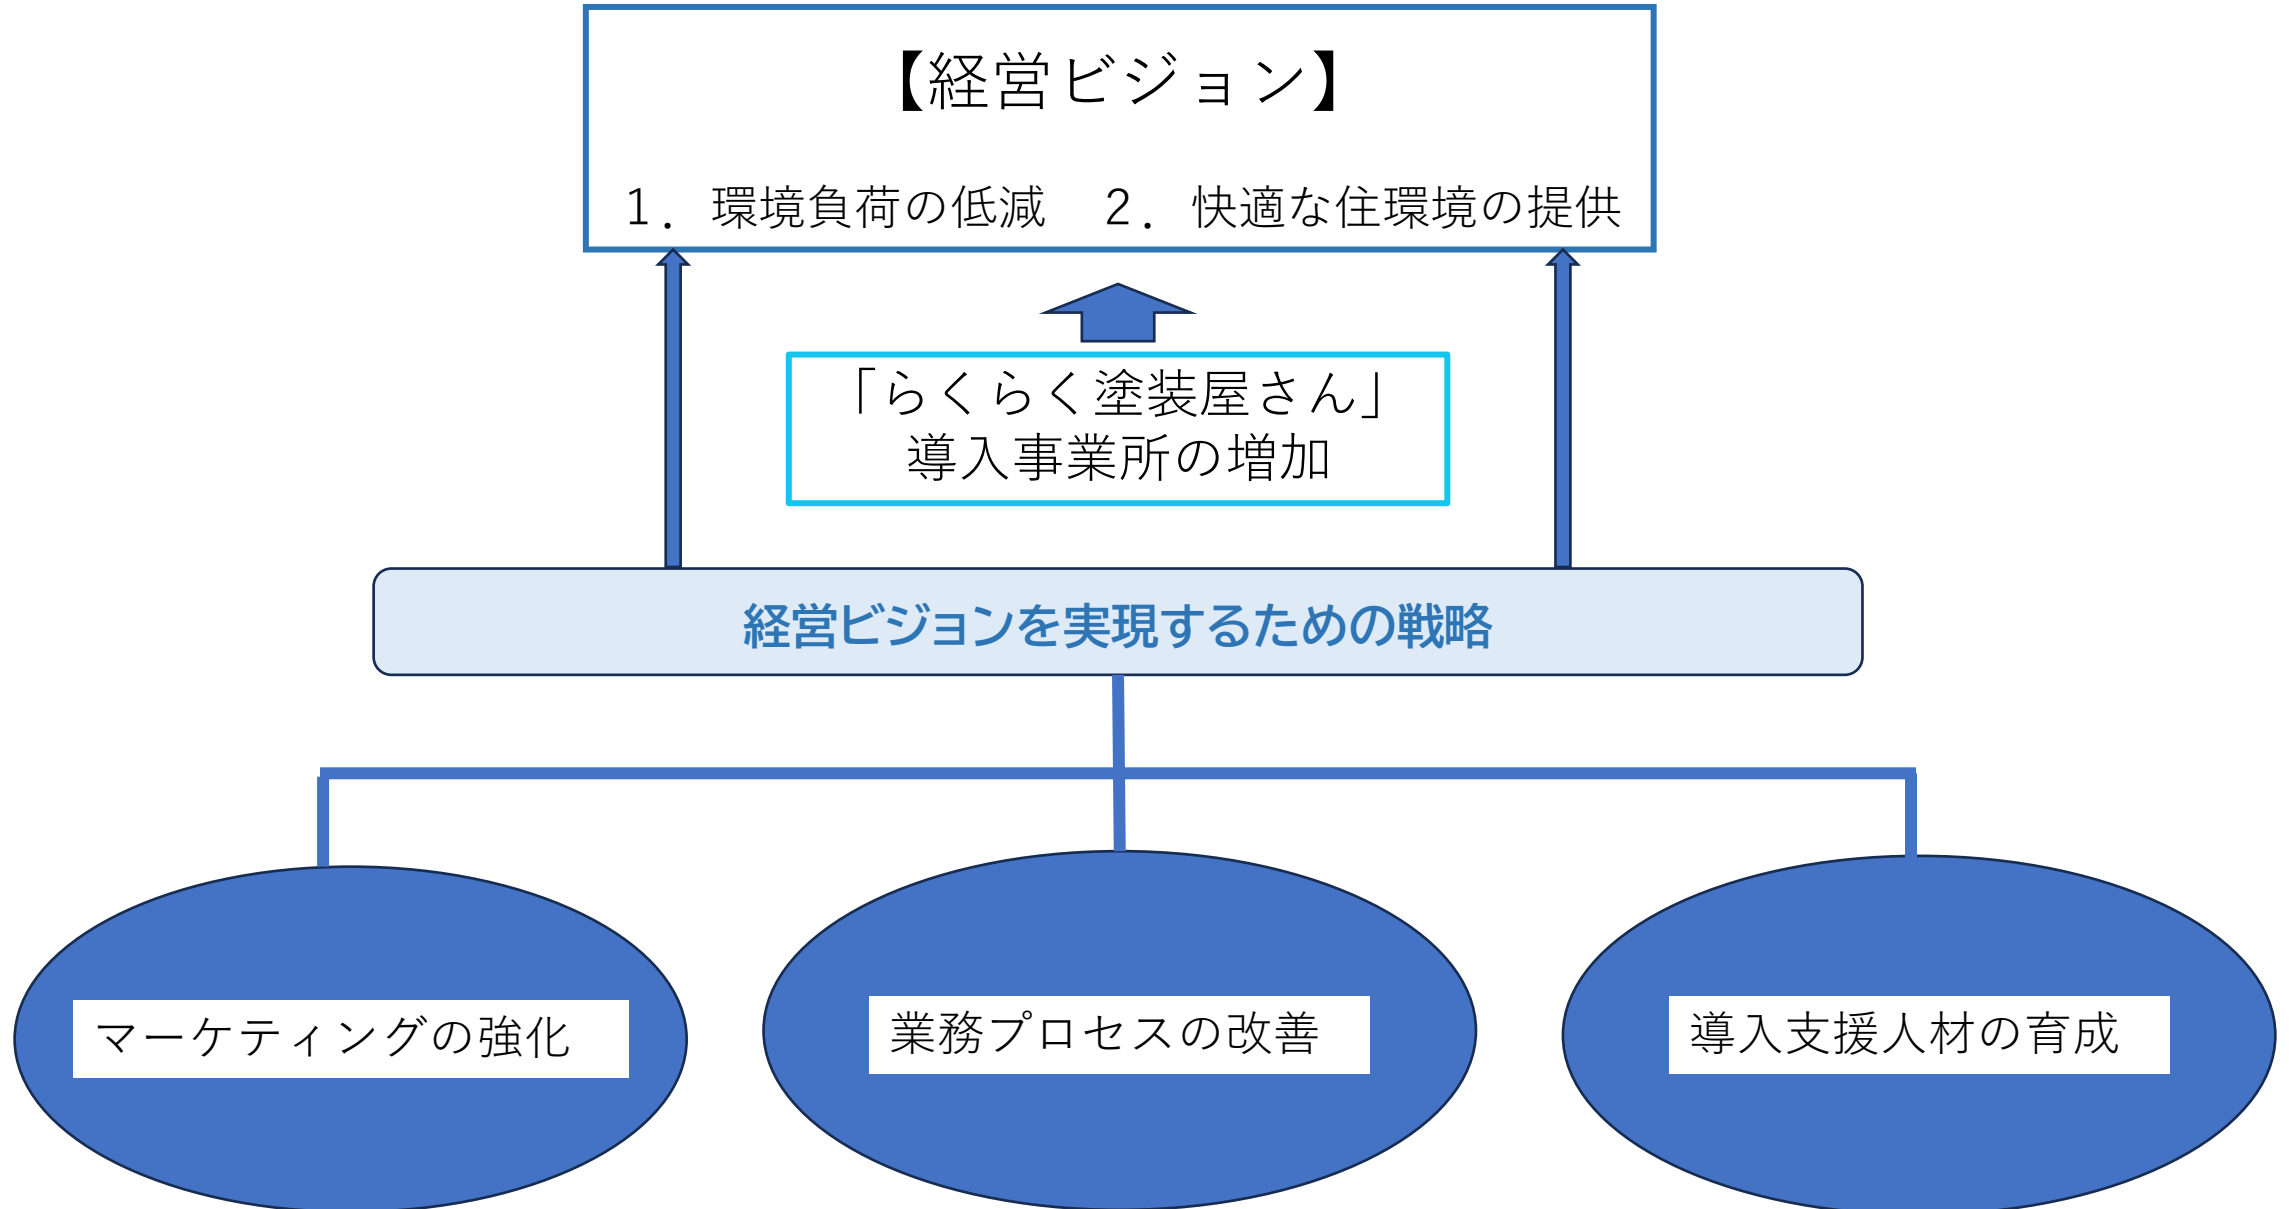 【経営ビジョン】
１．環境負荷の低減　２．快適な住環境の提供
「らくらく塗装屋さん」
導入事業所の増加
経営ビジョンを実現するための戦略
マーケティングの強化
業務プロセスの改善
導入支援人材の育成